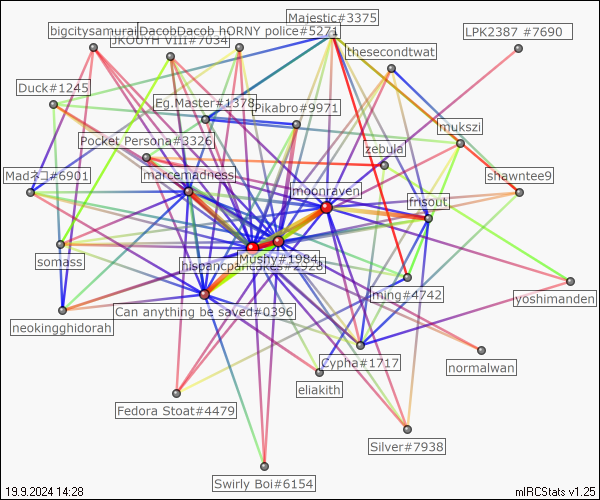 Majestic#3375
bigcitysamurai DacobDacob hORNY police#5271
LPK2387 #7690
JKOUYH VIII#7034
thesecondtwat
Duck#1245
Eg.Master#1378
Pikabro#9971
mukszi
Pocket Persona#3326
zebula
Madネコ#6901
marcemadness
shawntee9
moonraven
frisout
Mushy#1984
somass
hispancpancakes#2328
ming#4742
yoshimanden
Can anything be saved#0396
neokingghidorah
Cypha#1717
normalwan
eliakith
Fedora Stoat#4479
Silver#7938
Swirly Boi#6154
19.9.2024 14:28
mIRCStats v1.25